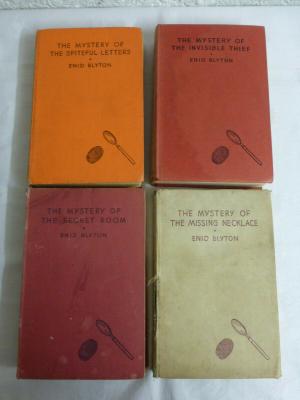 THE MYSTERY OF
THE SPITEFUL LETTERS
ENID BLYTON
THE MYSTERY OF
THE INVISIBLE THIEF
ENID BLYTON
THE MYSTERY OF
THE SECRET ROOM
ENID BLYTON
THE MYSTERY OF
THE MISSING NECKLACE
ENID BLYTON